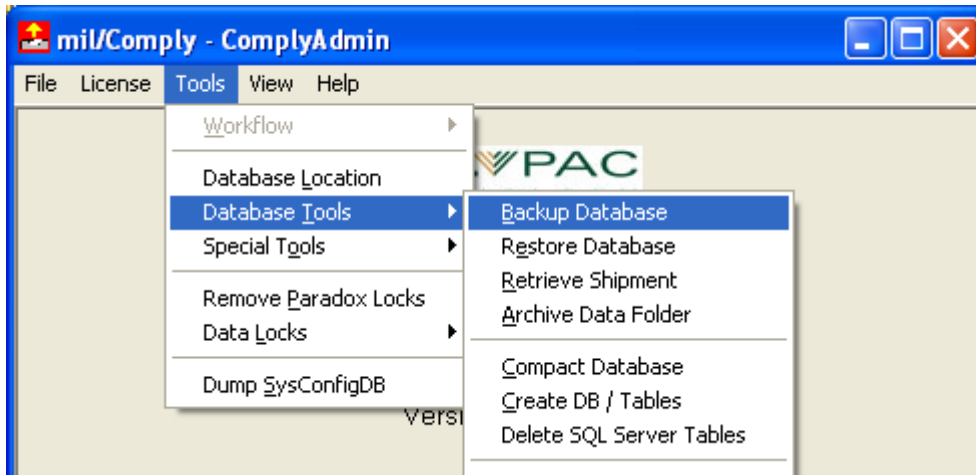 mil/Comply - ComplyAdmin
File License Tools View Help
Workflow
Database Location
Database Tools
Special Tools
Remove Paradox Locks
Data Locks
Dump SysConfigDB
PAC
Backup Database
Restore Database
Retrieve Shipment
Archive Data Folder
Compact Database
Create DB / Tables
Delete SQL Server Tables